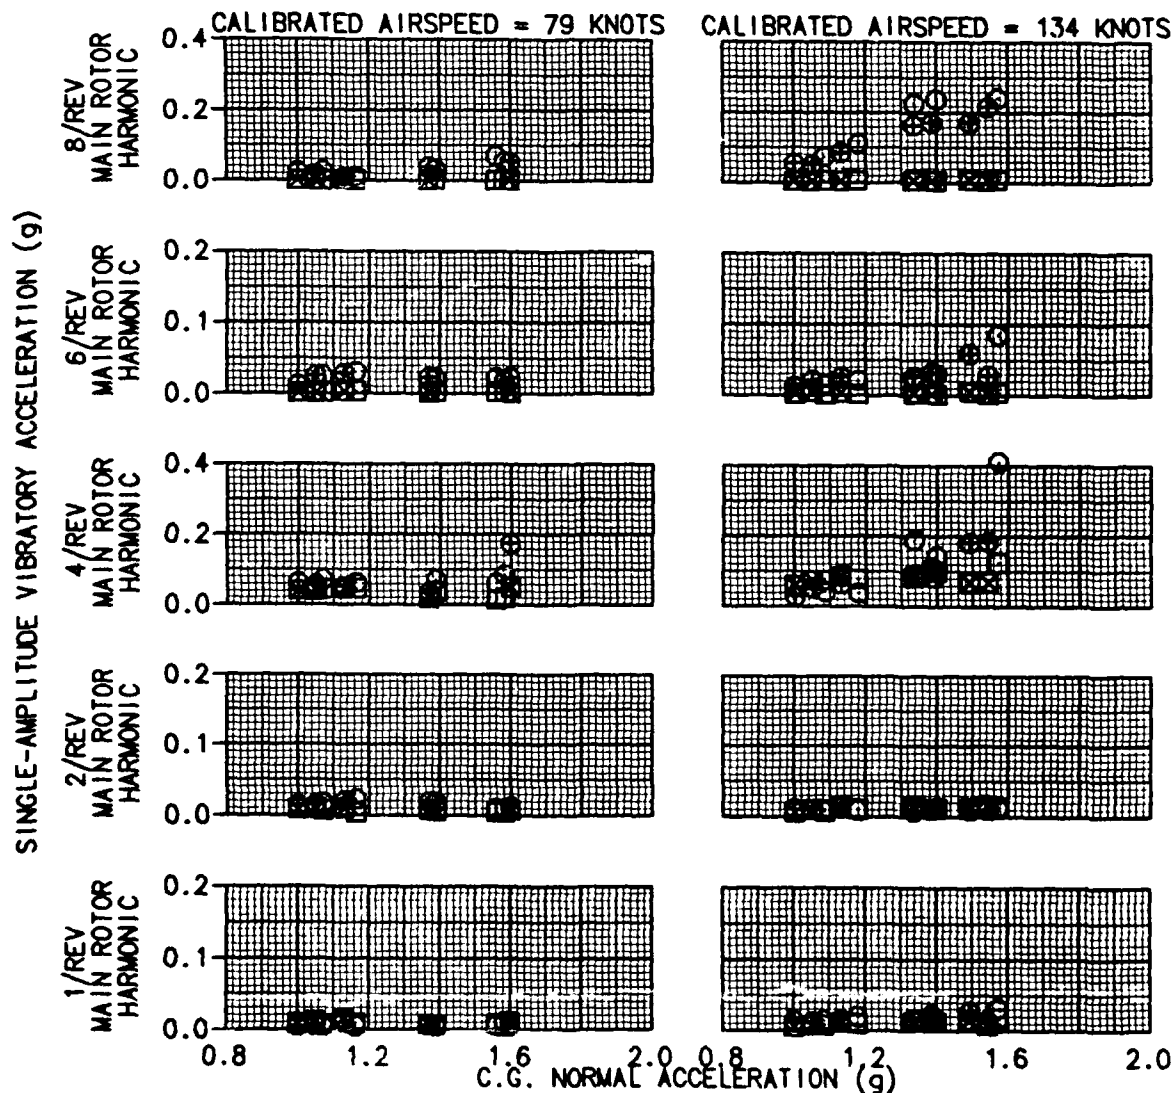 CALIBRATED AIRSPEED = 79 KNOTS
CALIBRATED AIRSPEED = 134 KNOTS
SINGLE-AMPLITUDE VIBRATORY ACCELERATION (g)
8/REV
MAIN ROTOR
HARMONIC
0.4
0.2
0.0
6/REV
MAIN ROTOR
HARMONIC
0.2
0.1
0.0
4/REV
MAIN ROTOR
HARMONIC
0.4
0.2
0.0
2/REV
MAIN ROTOR
HARMONIC
0.2
0.1
0.0
1/REV
MAIN ROTOR
HARMONIC
0.2
0.1
0.0
0.8 1.2 1.6 2.0 0.8 1.2 1.6 2.0
C.G. NORMAL ACCELERATION (g)